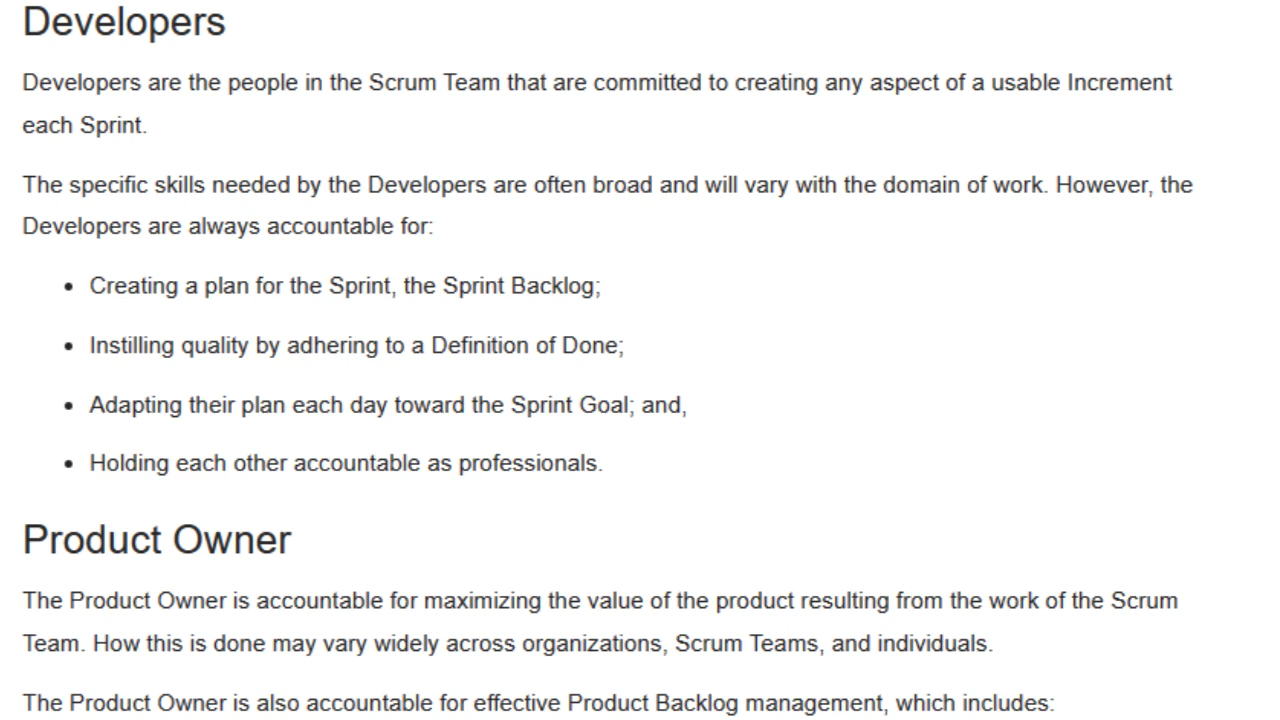 Developers
Developers are the people in the Scrum Team that are committed to creating any aspect of a usable Increment
each Sprint.
The specific skills needed by the Developers are often broad and will vary with the domain of work. However, the
Developers are always accountable for:
• Creating a plan for the Sprint, the Sprint Backlog;
• Instilling quality by adhering to a Definition of Done;
• Adapting their plan each day toward the Sprint Goal; and,
• Holding each other accountable as professionals.
Product Owner
The Product Owner is accountable for maximizing the value of the product resulting from the work of the Scrum
Team. How this is done may vary widely across organizations, Scrum Teams, and individuals.
The Product Owner is also accountable for effective Product Backlog management, which includes: